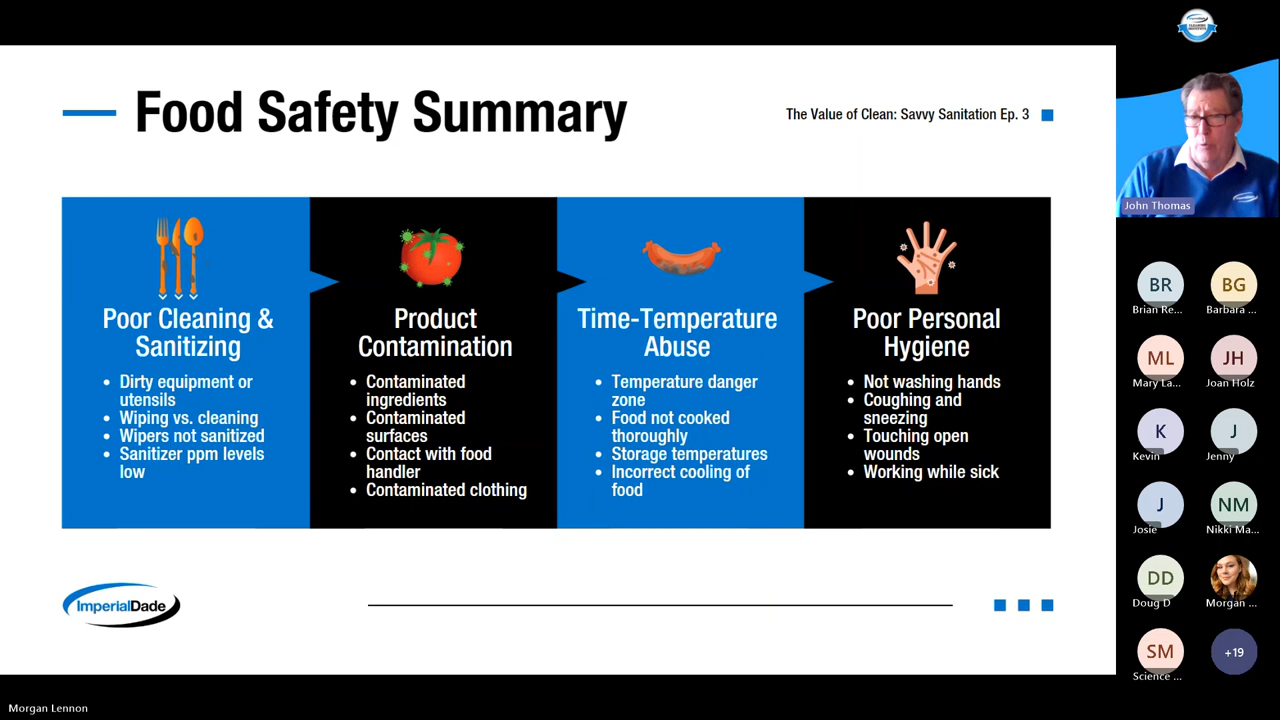 Food Safety Summary
The Value of Clean: Savvy Sanitation Ep. 3
Poor Cleaning &
Sanitizing
• Dirty equipment or
utensils
• Wiping vs. cleaning
• Wipers not sanitized
• Sanitizer ppm levels
low
Product
Contamination
• Contaminated
ingredients
• Contaminated
surfaces
• Contact with food
handler
• Contaminated clothing
Time-Temperature
Abuse
• Temperature danger
zone
• Food not cooked
thoroughly
• Storage temperatures
• Incorrect cooling of
food
Poor Personal
Hygiene
• Not washing hands
• Coughing and
sneezing
• Touching open
wounds
• Working while sick
ImperialDade
John Thomas
BR
Brian Re...
BG
Barbara ...
ML
Mary La...
JH
Joan Holz
K
Kevin
J
Jenny
J
Josie
NM
Nikki Ma...
DD
Doug D
Morgan ...
SM
Science ...
+19
Morgan Lennon